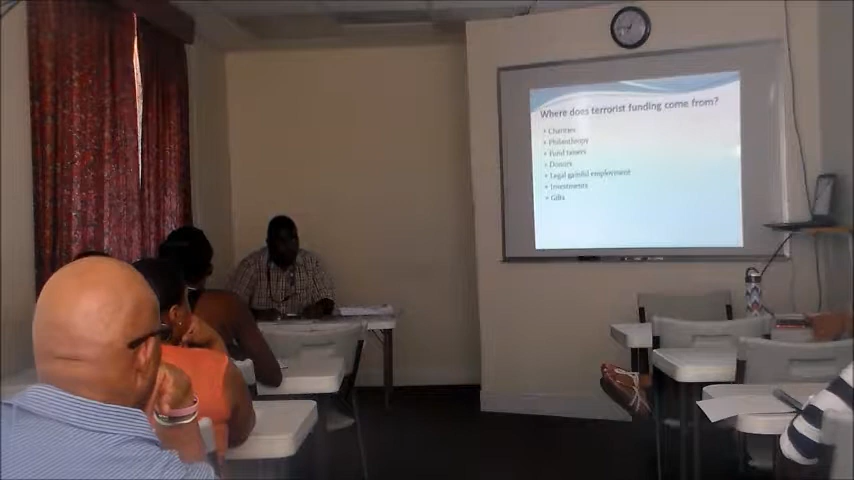 Where does terrorist funding come from?
• Charities
• Philanthropy
• Fund raisers
• Donors
• Legal gainful employment
• Investments
• Gifts